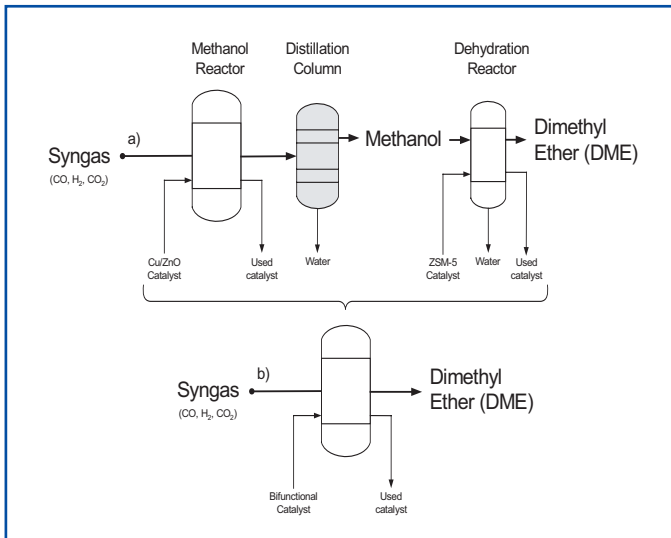 Methanol
Reactor
Distillation
Column
Dehydration
Reactor
a)
Syngas
(CO, H₂, CO₂)
Methanol
Dimethyl
Ether (DME)
Cu/ZnO
Catalyst
Used
catalyst
Water
ZSM-5
Catalyst
Water
Used
catalyst
b)
Syngas
(CO, H₂, CO₂)
Dimethyl
Ether (DME)
Bifunctional
Catalyst
Used
catalyst